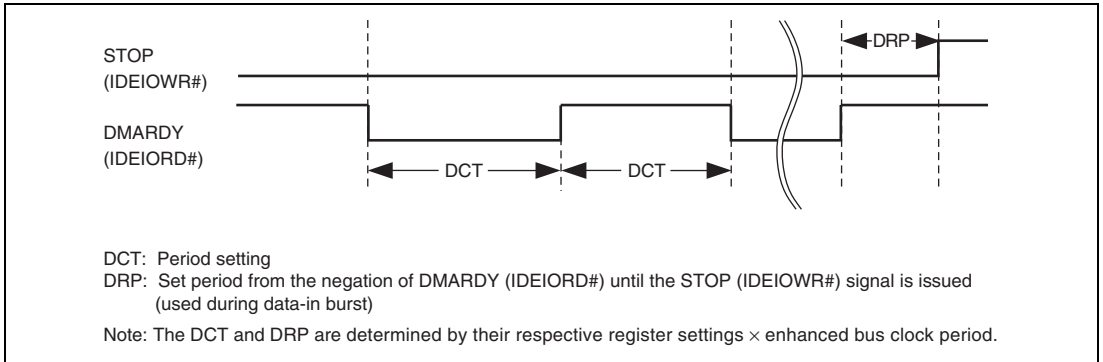 STOP
(IDEIOWR#)
DRP
DMARDY
(IDEIORD#)
DCT
DCT
DCT: Period setting
DRP: Set period from the negation of DMARDY (IDEIORD#) until the STOP (IDEIOWR#) signal is issued
(used during data-in burst)
Note: The DCT and DRP are determined by their respective register settings × enhanced bus clock period.